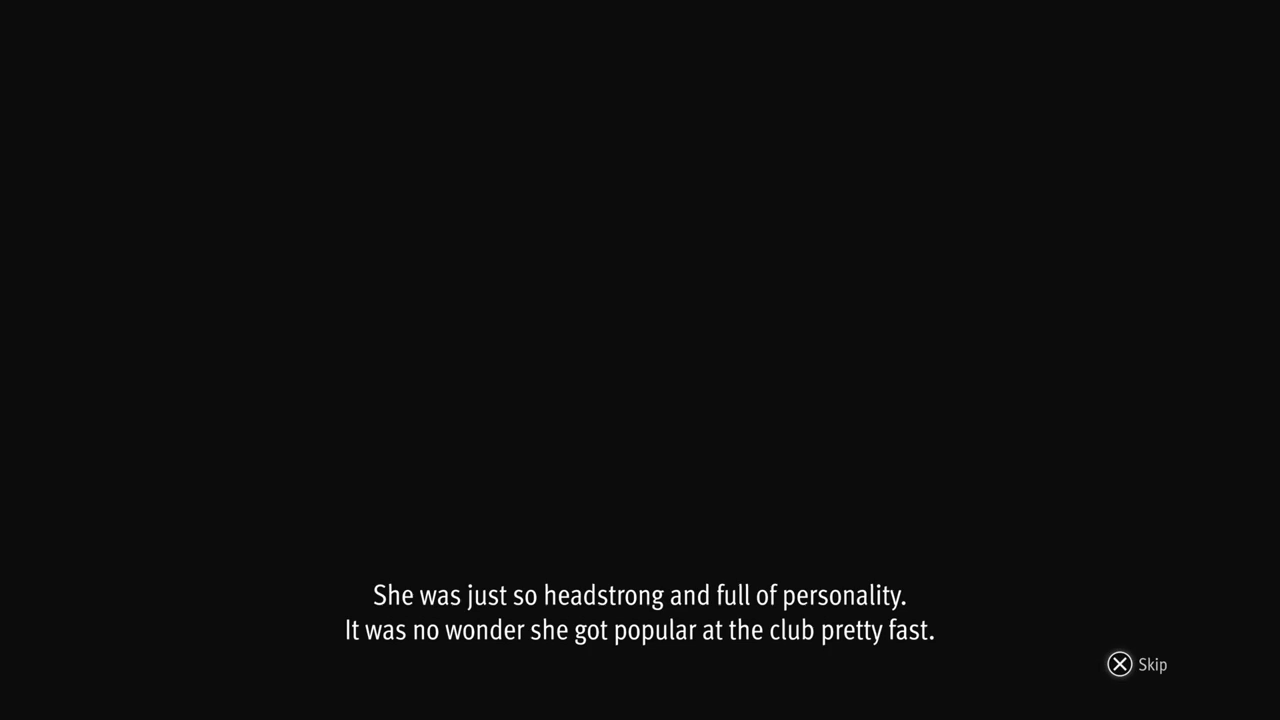 She was just so headstrong and full of personality.
It was no wonder she got popular at the club pretty fast.
Skip